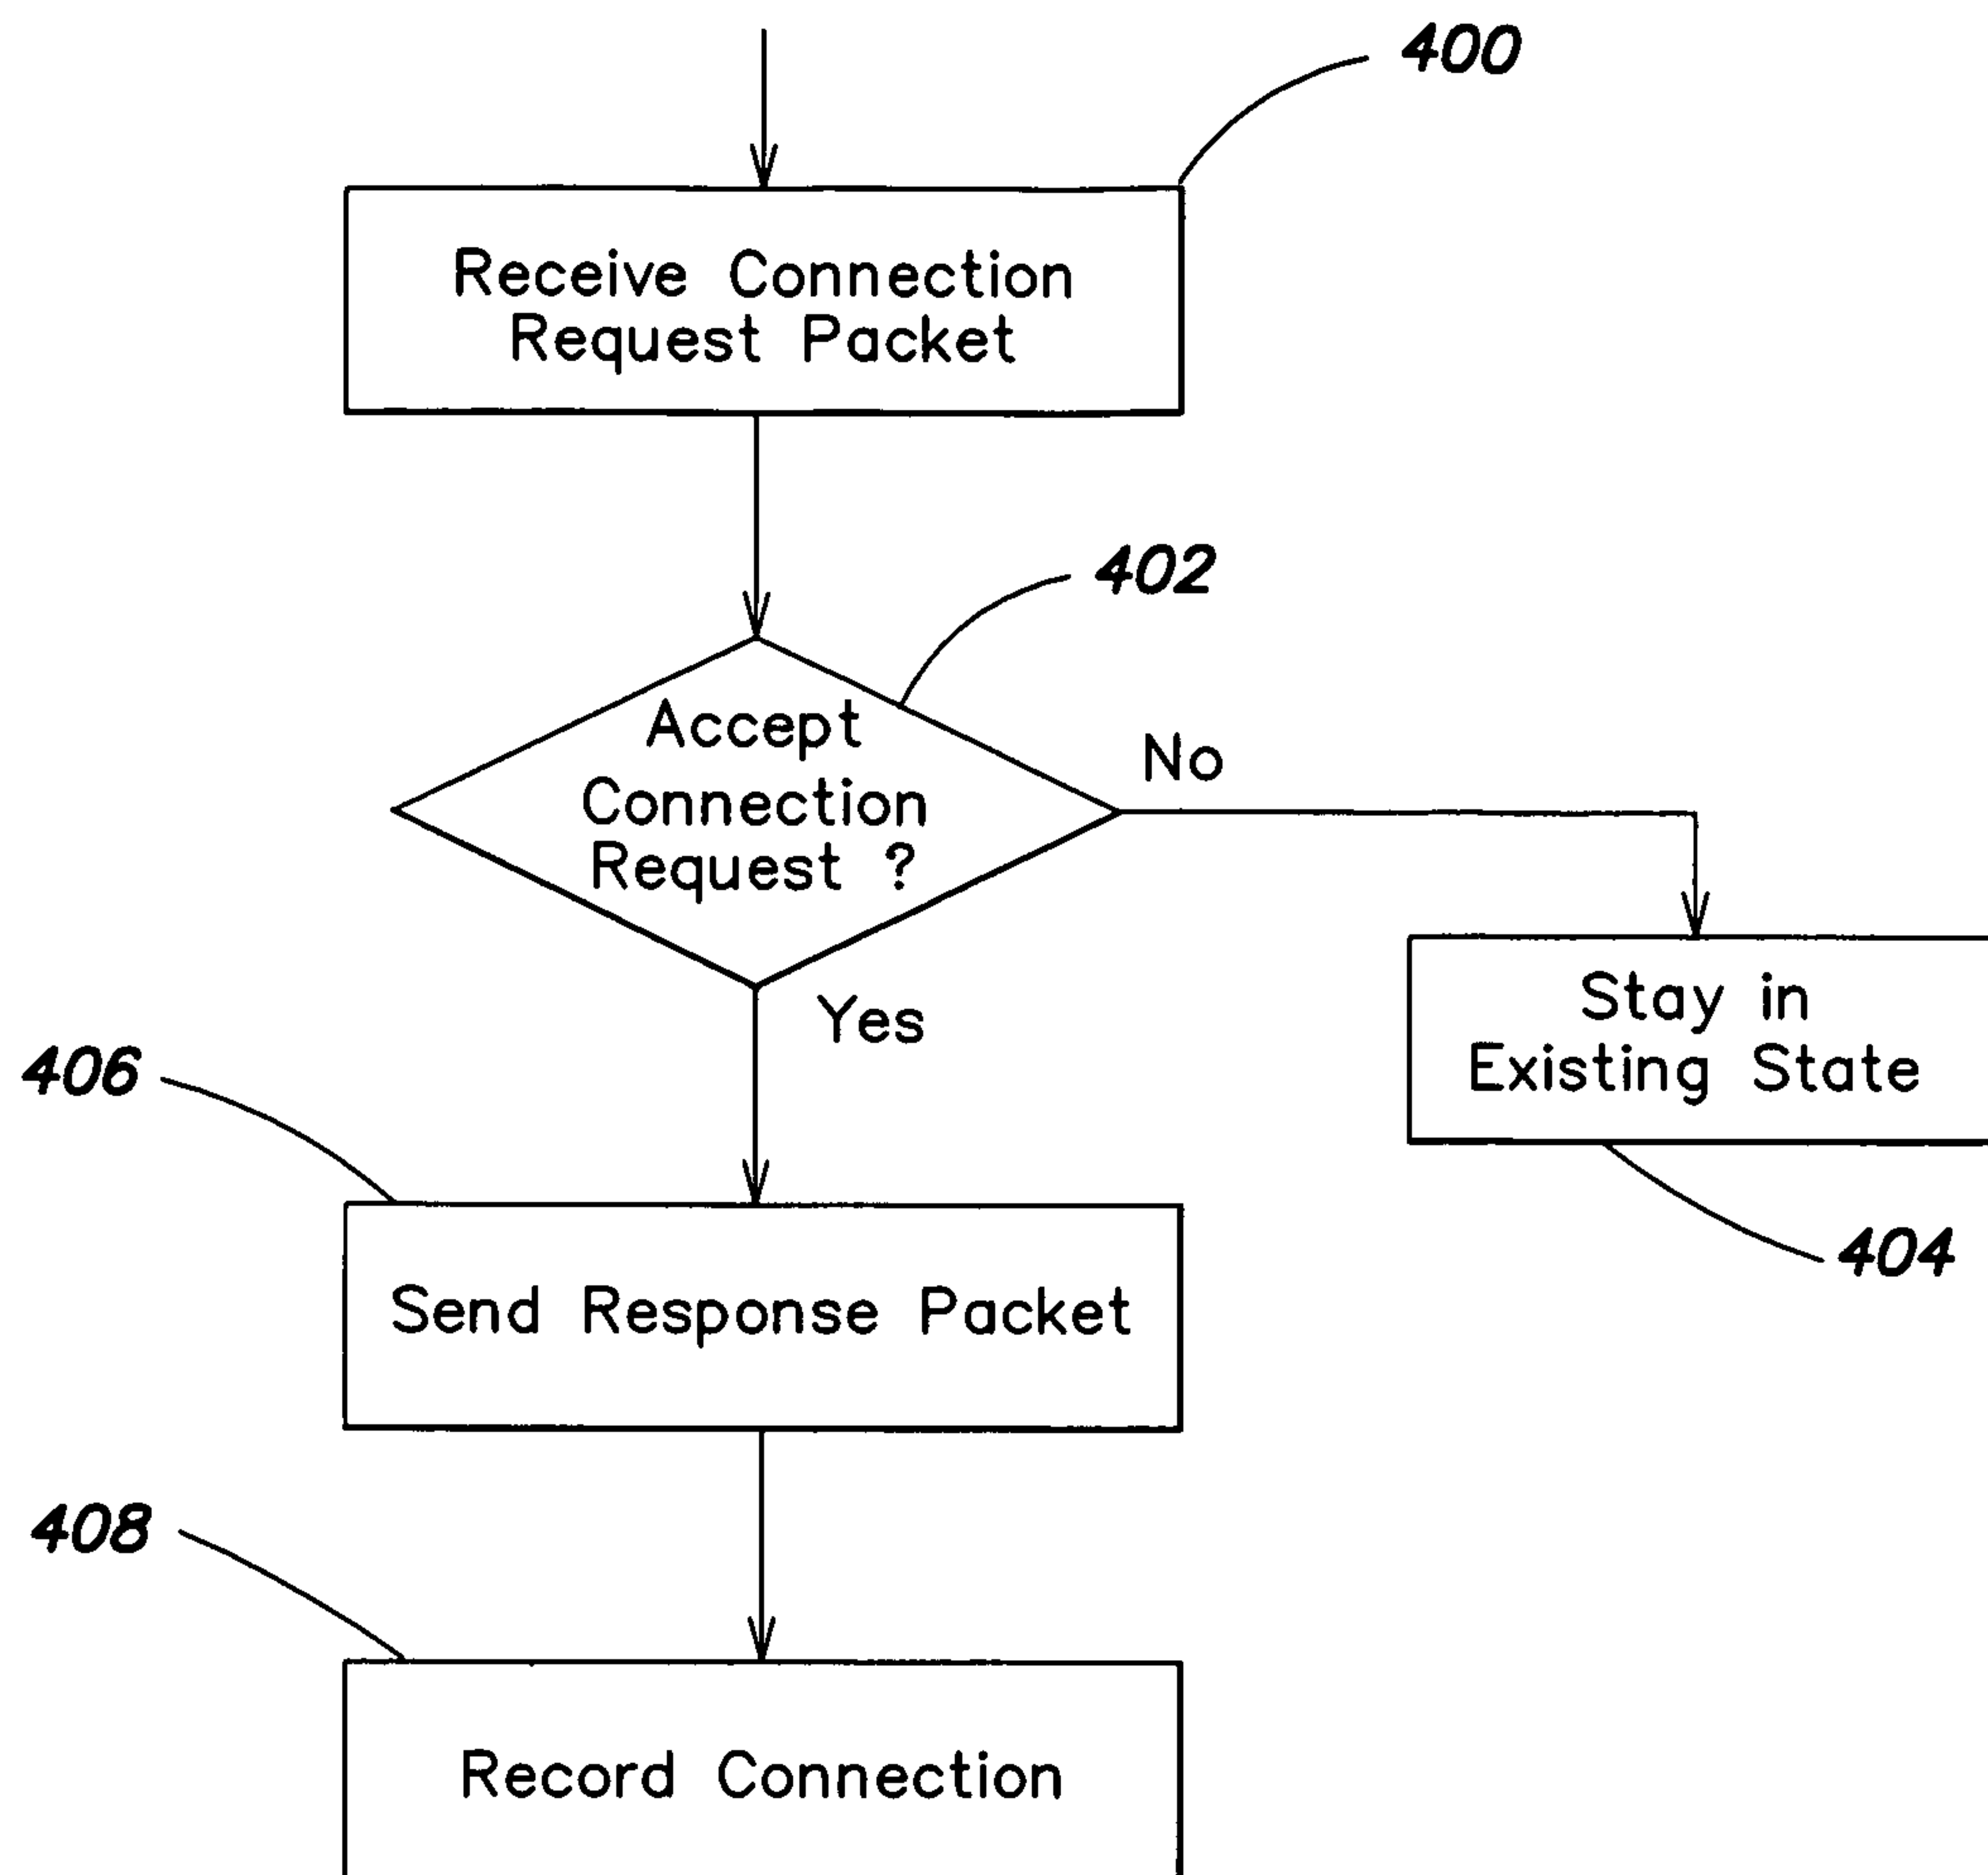 400
Receive Connection
Request Packet
402
Accept
Connection
Request ?
No
Yes
Stay in
Existing State
404
406
Send Response Packet
408
Record Connection